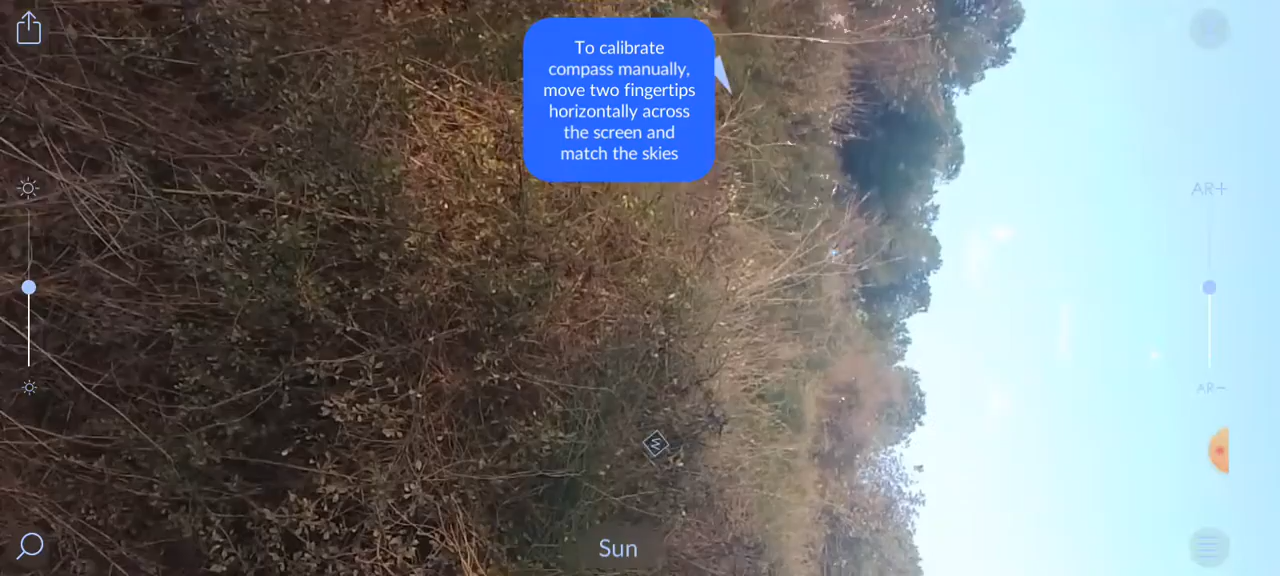 To calibrate
compass manually,
move two fingertips
horizontally across
the screen and
match the skies
AR+
AR-
W
Sun